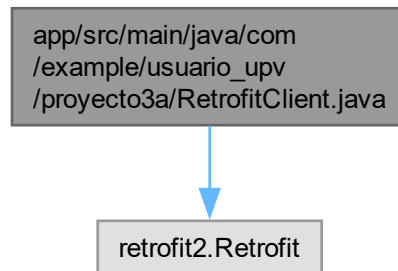 app/src/main/java/com
/example/usuario_upv
/proyecto3a/RetrofitClient.java
retrofit2.Retrofit